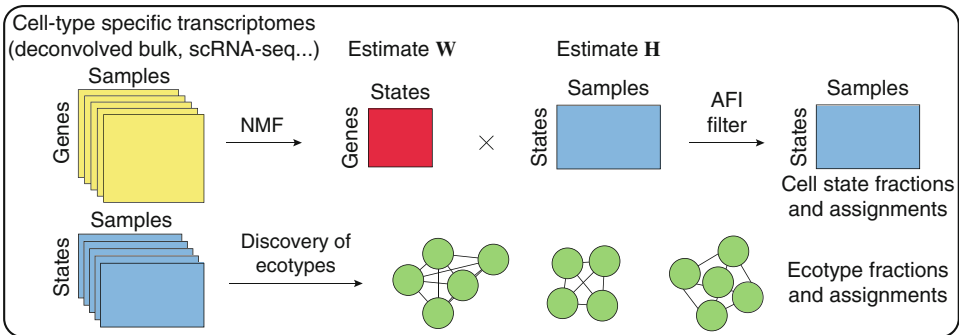 Cell-type specific transcriptomes
(deconvolved bulk, scRNA-seq...)
Estimate W
Estimate H
Samples
Genes
NMF
States
Genes
×
Samples
States
AFI
filter
Samples
States
Cell state fractions
and assignments
Samples
States
Discovery of
ecotypes
Ecotype fractions
and assignments